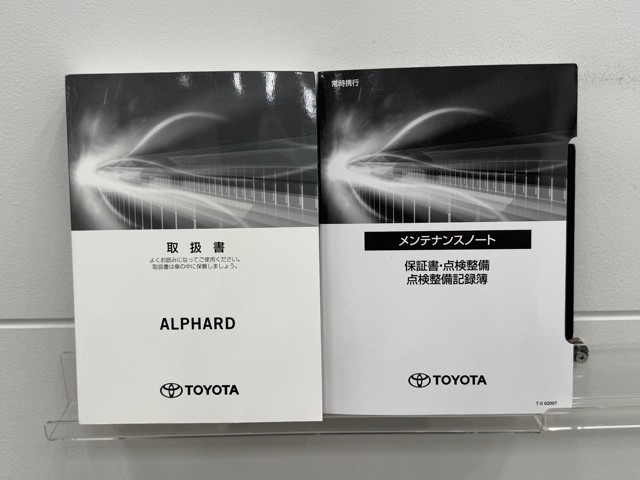 取扱書
よくお読みになってご使用ください。
取扱書は車の中に保管しましょう。
ALPHARD
TOYOTA
常時携行
メンテナンスノート
保証書・点検整備
点検整備記録簿
TOYOTA
T-0 62007